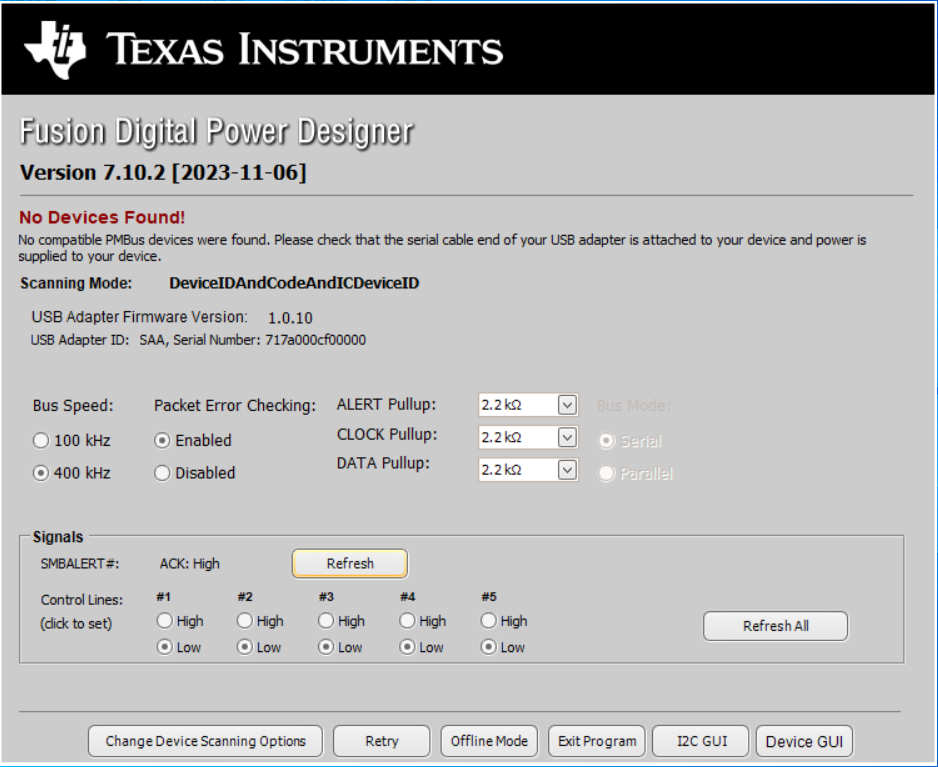 TEXAS INSTRUMENTS
Fusion Digital Power Designer
Version 7.10.2 [2023-11-06]
No Devices Found!
No compatible PMBus devices were found. Please check that the serial cable end of your USB adapter is attached to your device and power is
supplied to your device.
Scanning Mode: DeviceIDAndCodeAndICDeviceID
USB Adapter Firmware Version: 1.0.10
USB Adapter ID: SAA, Serial Number: 717a000cf00000
Bus Speed: Packet Error Checking: ALERT Pullup: 2.2 kΩ Bus Mode:
100 kHz Enabled CLOCK Pullup: 2.2 kΩ Serial
400 kHz Disabled DATA Pullup: 2.2 kΩ Parallel
Signals
SMBALERT#: ACK: High Refresh
Control Lines: #1 #2 #3 #4 #5
(click to set) High High High High High Refresh All
Low Low Low Low Low
Change Device Scanning Options Retry Offline Mode Exit Program I2C GUI Device GUI